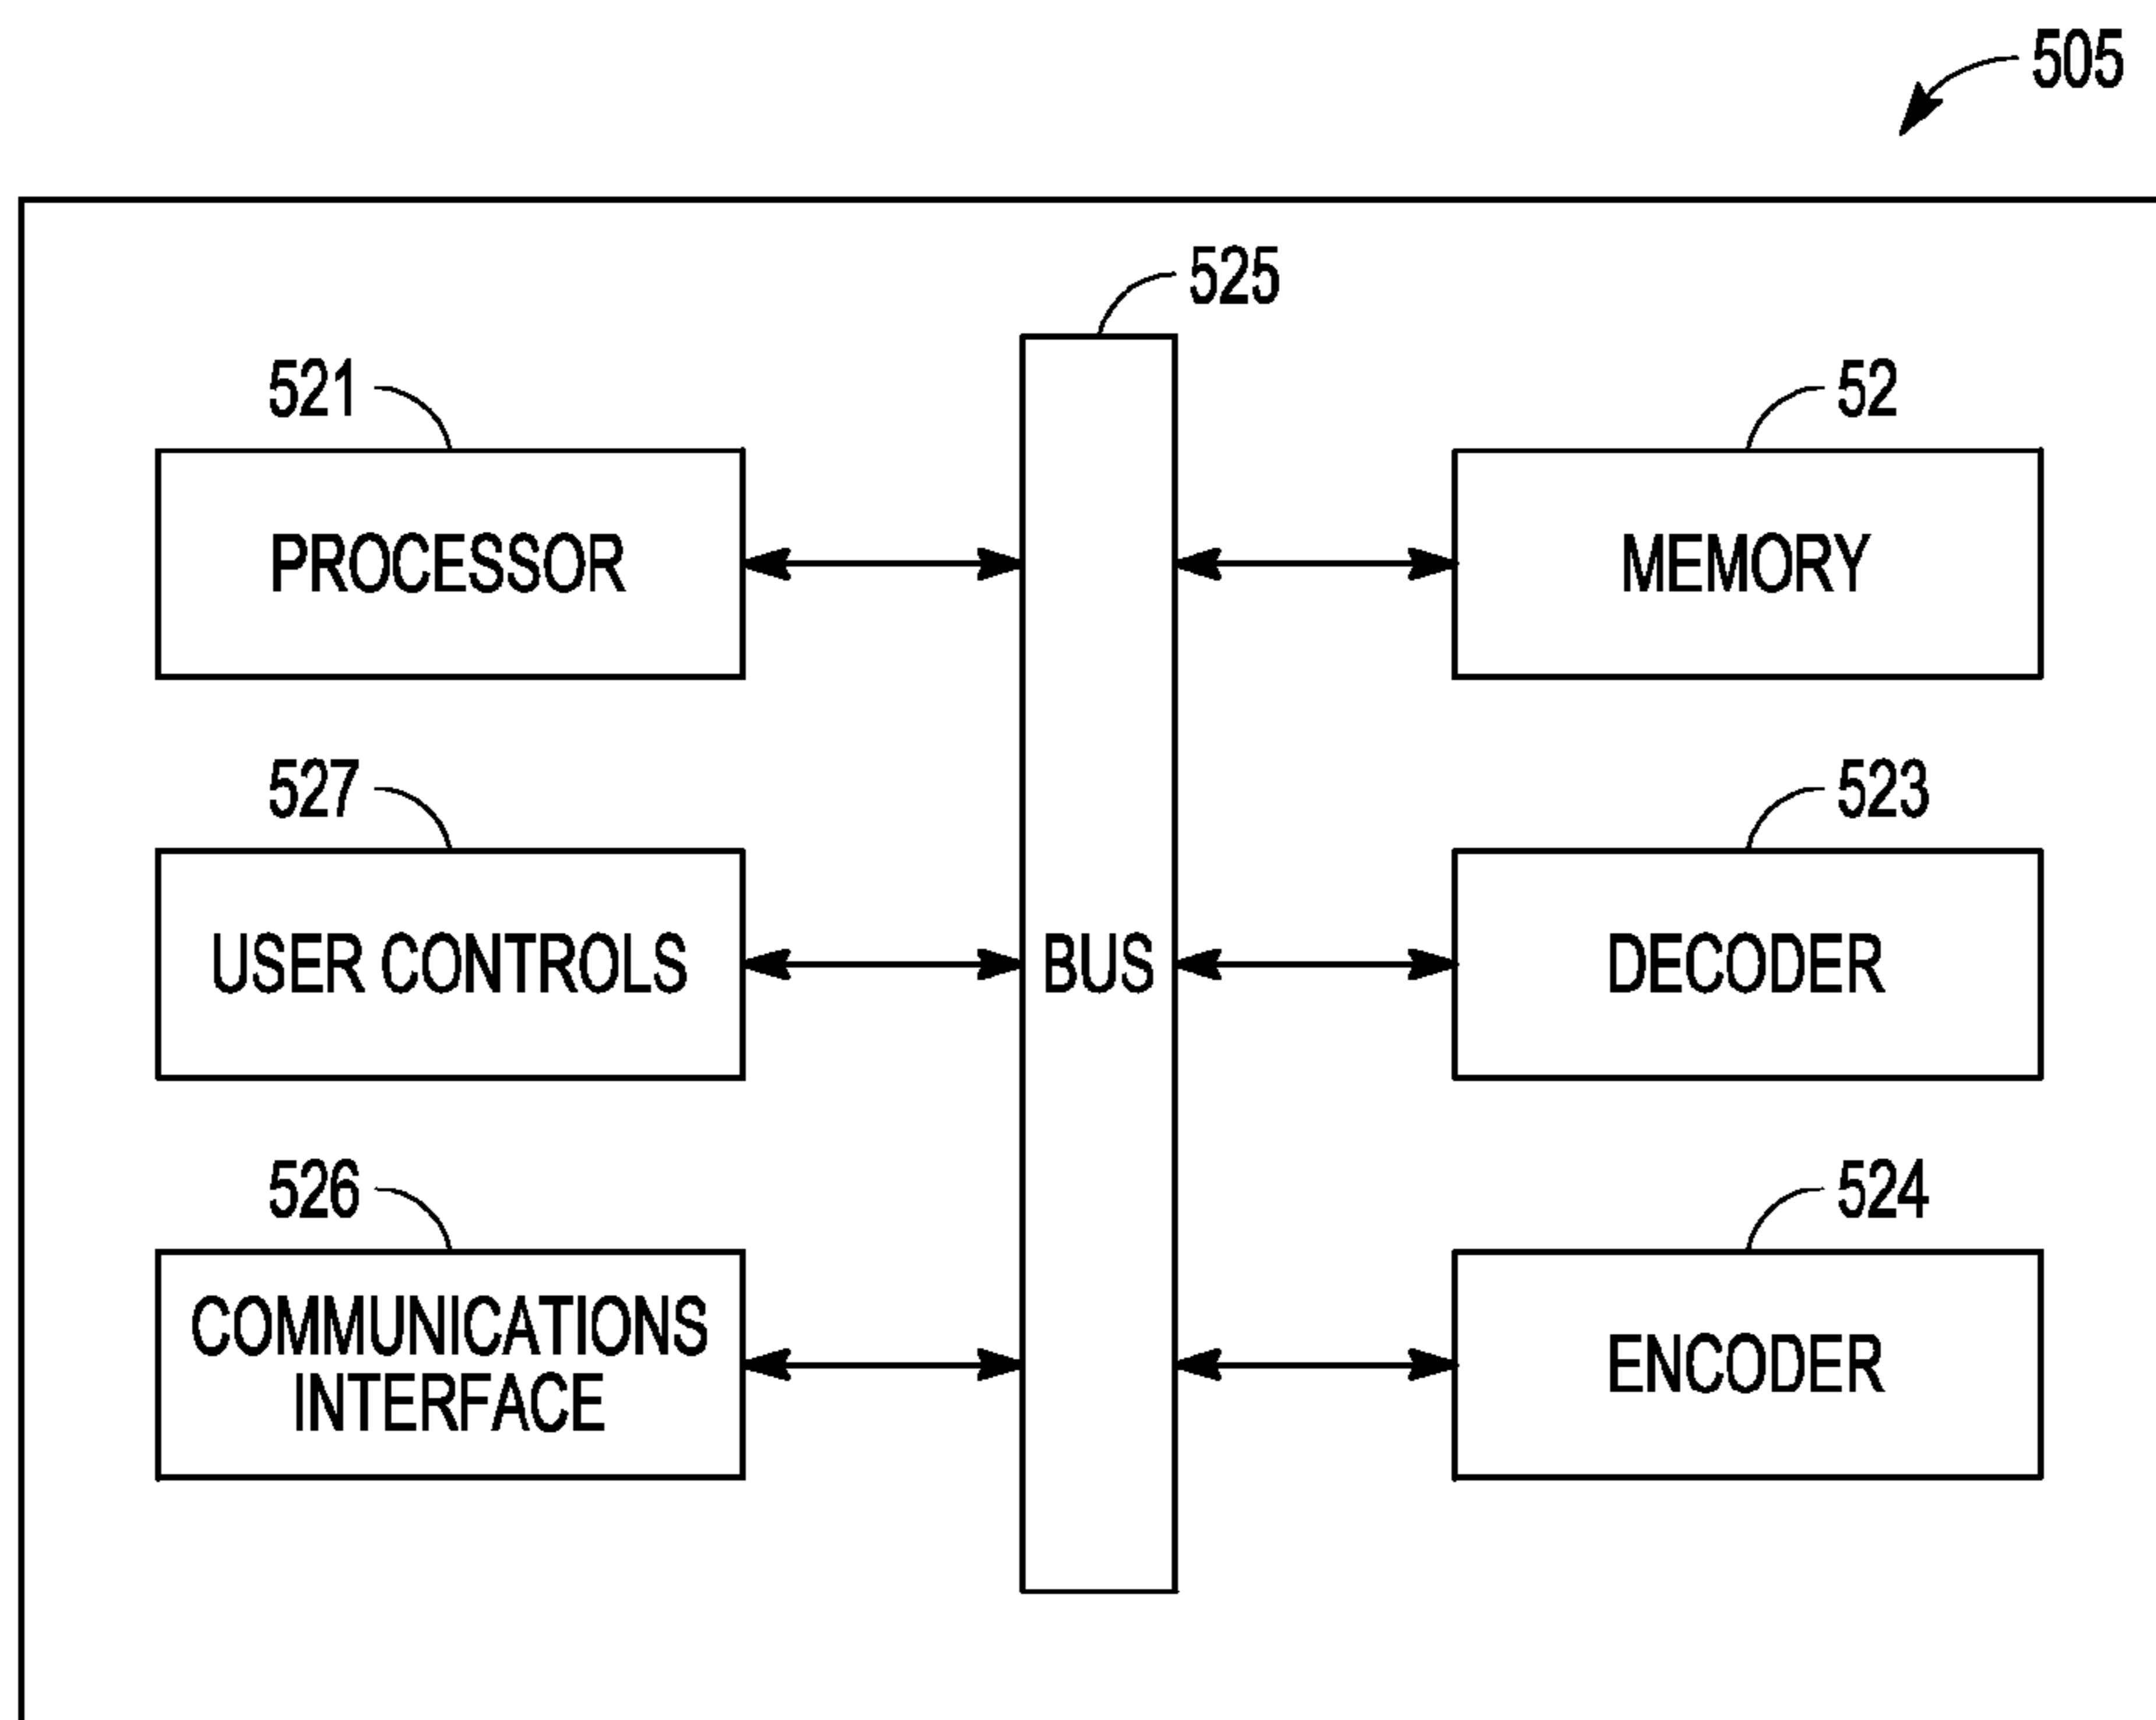 505
525
521
52
PROCESSOR
MEMORY
527
523
USER CONTROLS
BUS
DECODER
526
524
COMMUNICATIONS
INTERFACE
ENCODER